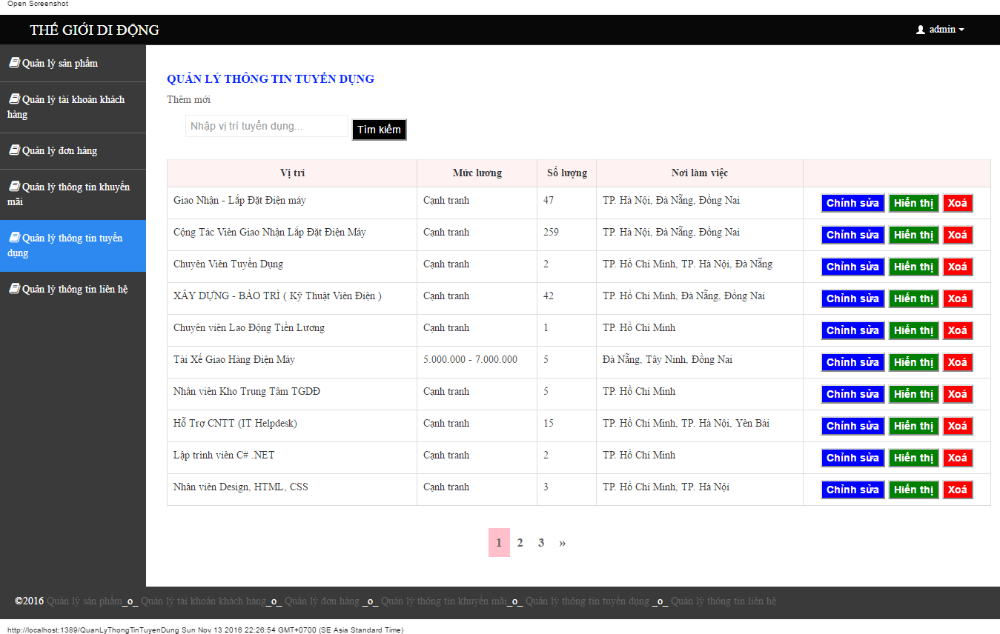 Open Screenshot
THẾ GIỚI DI ĐỘNG
admin
Quản lý sản phẩm
Quản lý tài khoản khách
hàng
Quản lý đơn hàng
Quản lý thông tin khuyến
mãi
Quản lý thông tin tuyển
dụng
Quản lý thông tin liên hệ
QUẢN LÝ THÔNG TIN TUYỂN DỤNG
Thêm mới
Nhập vị trí tuyển dụng... Tìm kiếm
Vị trí Mức lương Số lượng Nơi làm việc
Giao Nhận - Lắp Đặt Điện máy Cạnh tranh 47 TP. Hà Nội, Đà Nẵng, Đồng Nai Chỉnh sửa Hiển thị Xoá
Cộng Tác Viên Giao Nhận Lắp Đặt Điện Máy Cạnh tranh 259 TP. Hà Nội, Đà Nẵng, Đồng Nai Chỉnh sửa Hiển thị Xoá
Chuyên Viên Tuyển Dụng Cạnh tranh 2 TP. Hồ Chí Minh, TP. Hà Nội, Đà Nẵng Chỉnh sửa Hiển thị Xoá
XÂY DỰNG - BẢO TRÌ ( Kỹ Thuật Viên Điện ) Cạnh tranh 42 TP. Hồ Chí Minh, Đà Nẵng, Đồng Nai Chỉnh sửa Hiển thị Xoá
Chuyên viên Lao Động Tiền Lương Cạnh tranh 1 TP. Hồ Chí Minh Chỉnh sửa Hiển thị Xoá
Tài Xế Giao Hàng Điện Máy 5.000.000 - 7.000.000 5 Đà Nẵng, Tây Ninh, Đồng Nai Chỉnh sửa Hiển thị Xoá
Nhân viên Kho Trung Tâm TGDĐ Cạnh tranh 5 TP. Hồ Chí Minh Chỉnh sửa Hiển thị Xoá
Hỗ Trợ CNTT (IT Helpdesk) Cạnh tranh 15 TP. Hồ Chí Minh, TP. Hà Nội, Yên Bái Chỉnh sửa Hiển thị Xoá
Lập trình viên C# .NET Cạnh tranh 2 TP. Hồ Chí Minh Chỉnh sửa Hiển thị Xoá
Nhân viên Design, HTML, CSS Cạnh tranh 3 TP. Hồ Chí Minh, TP. Hà Nội Chỉnh sửa Hiển thị Xoá
1 2 3 »
©2016 Quản lý sản phẩm_o_ Quản lý tài khoản khách hàng_o_ Quản lý đơn hàng _o_ Quản lý thông tin khuyến mãi_o_ Quản lý thông tin tuyển dụng _o_ Quản lý thông tin liên hệ
http://localhost:1389/QuanLyThongTinTuyenDung Sun Nov 13 2016 22:26:54 GMT+0700 (SE Asia Standard Time)